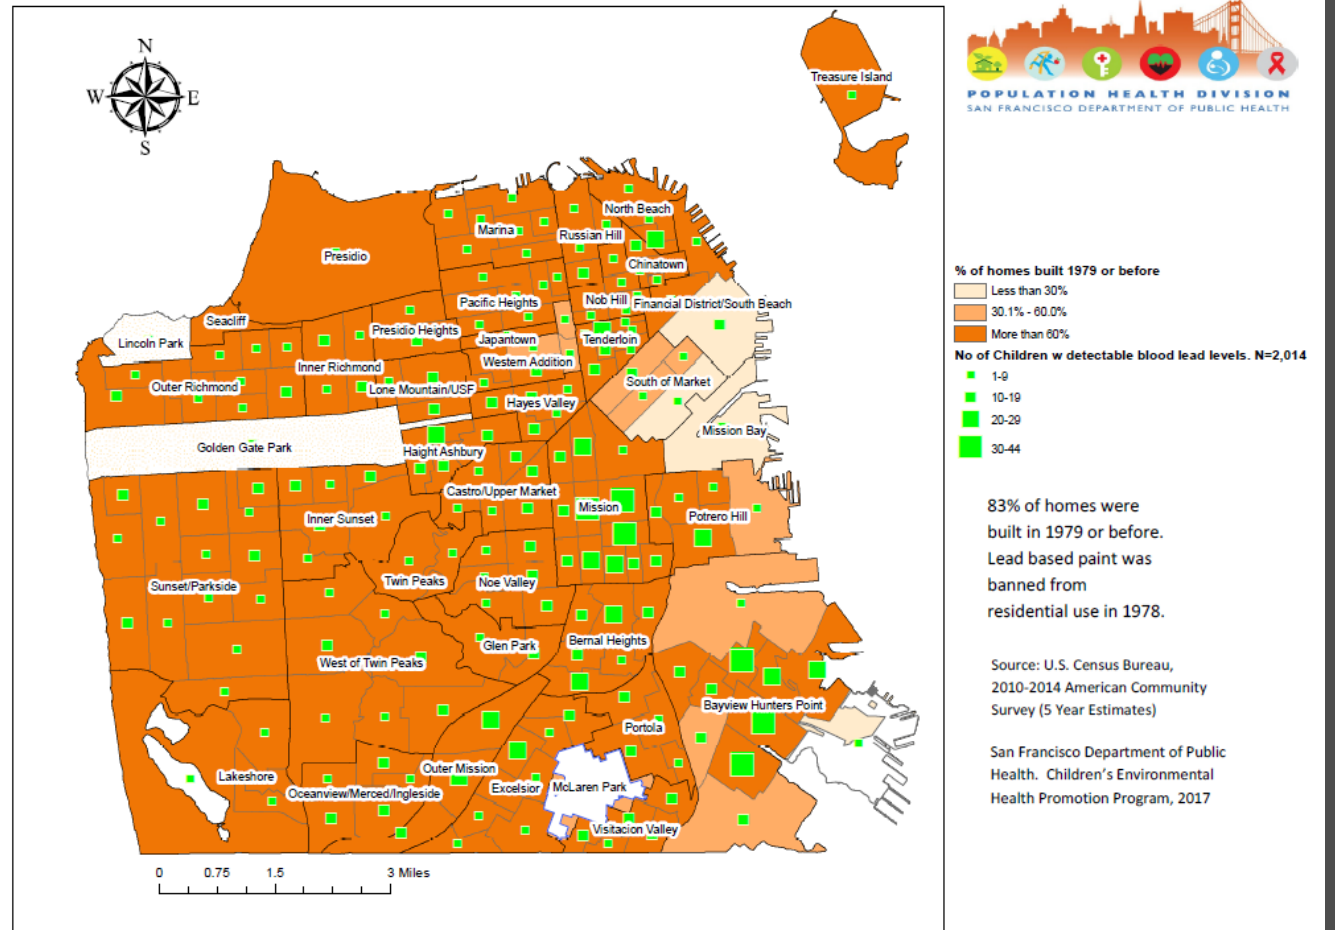 N
W
E
S
Treasure Island
North Beach
Marina
Russian Hill
Presidio
Chinatown
Pacific Heights
Nob Hill
Financial District/South Beach
Seacliff
Presidio Heights
Lincoln Park
Japantown
Tenderloin
Western Addition
Inner Richmond
Outer Richmond
Lone Mountain/USF
South of Market
Hayes Valley
Mission Bay
Golden Gate Park
Haight Ashbury
Castro/Upper Market
Mission
Inner Sunset
Potrero Hill
Sunset/Parkside
Twin Peaks
Noe Valley
Glen Park
Bernal Heights
West of Twin Peaks
Bayview Hunters Point
Portola
Lakeshore
Outer Mission
Oceanview/Merced/Ingleside
Excelsior
McLaren Park
Visitacion Valley
0 0.75 1.5 3 Miles
POPULATION HEALTH DIVISION
SAN FRANCISCO DEPARTMENT OF PUBLIC HEALTH
% of homes built 1979 or before
Less than 30%
30.1% - 60.0%
More than 60%
No of Children w detectable blood lead levels. N=2,014
1-9
10-19
20-29
30-44
83% of homes were
built in 1979 or before.
Lead based paint was
banned from
residential use in 1978.
Source: U.S. Census Bureau,
2010-2014 American Community
Survey (5 Year Estimates)
San Francisco Department of Public
Health. Children's Environmental
Health Promotion Program, 2017